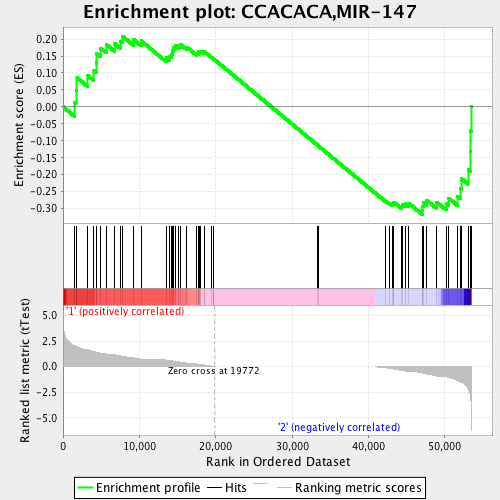 Enrichment plot: CCACACA,MIR-147
Enrichment score (ES)
0.20
0.15
0.10
0.05
0.00
-0.05
-0.10
-0.15
-0.20
-0.25
-0.30
'1' (positively correlated)
Ranked list metric (tTest)
5.0
2.5
0.0
-2.5
-5.0
Zero cross at 19772
'2' (negatively correlated)
0
10,000
20,000
30,000
40,000
50,000
Rank in Ordered Dataset
Enrichment profile
Hits
Ranking metric scores